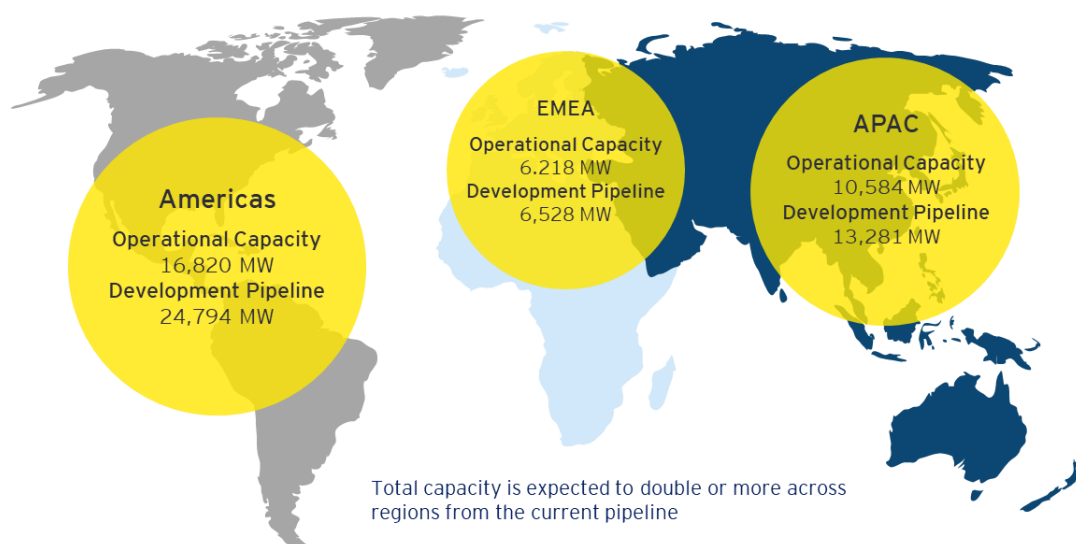 Americas
Operational Capacity
16,820 MW
Development Pipeline
24,794 MW
EMEA
Operational Capacity
6.218 MW
Development Pipeline
6,528 MW
APAC
Operational Capacity
10,584 MW
Development Pipeline
13,281 MW
Total capacity is expected to double or more across
regions from the current pipeline